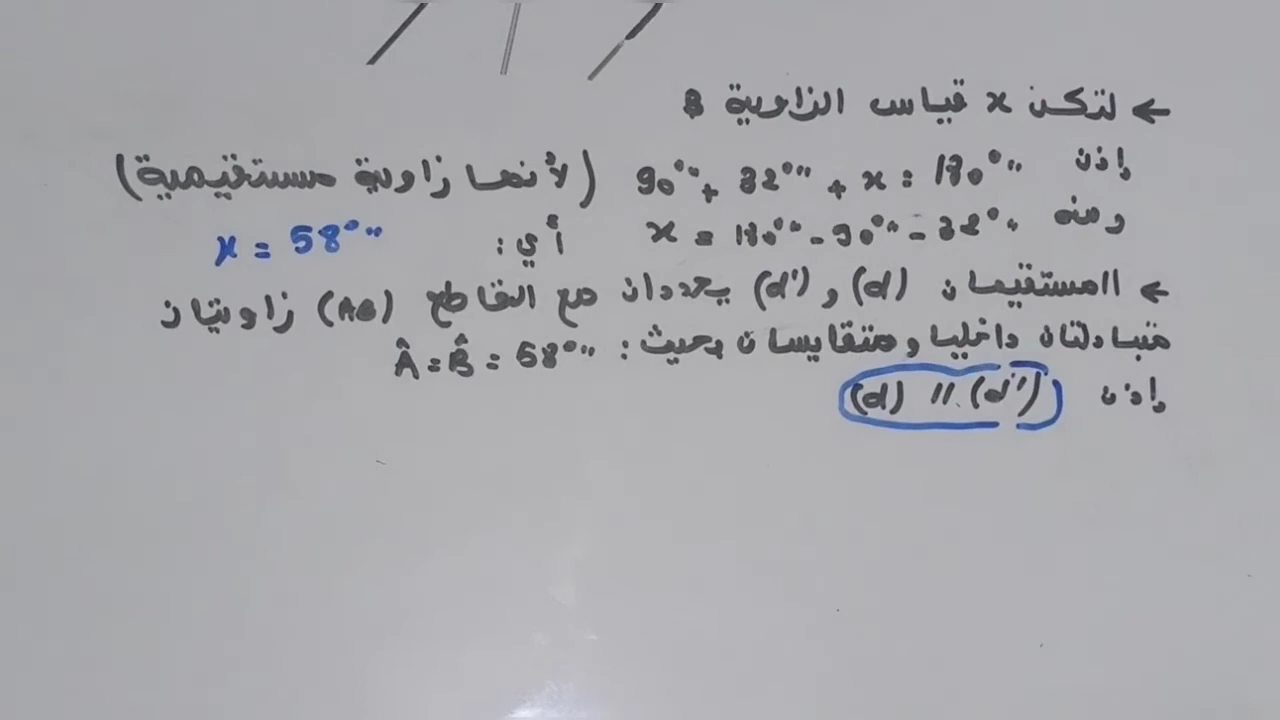 ← لتكن x قياس الزاوية B
إذن 90° + 32° + x = 180° (لأنها زاوية مستقيمية)
ومنه x = 180° - 90° - 32° أي: x = 58°
← المستقيمان (d) و (d') يحددان مع القاطع (AB) زاويتان
متبادلتان داخليا ومتقايسان بحيث: Â = B̂ = 58°
إذن (d) // (d')